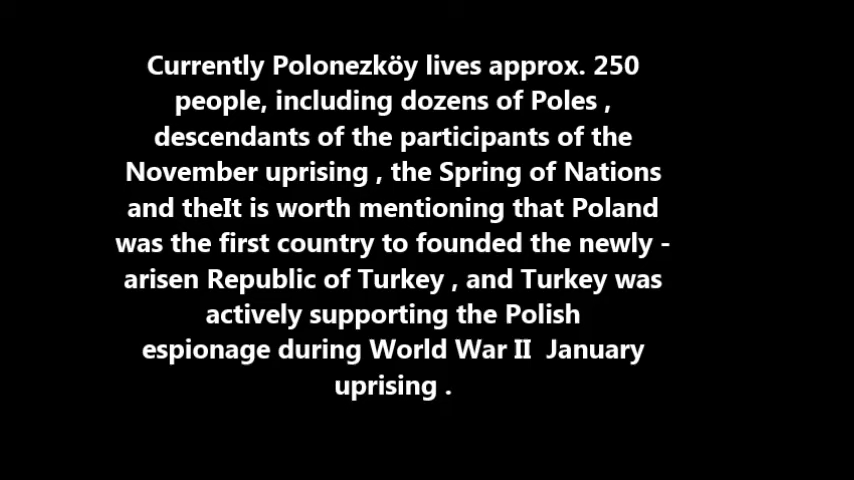 Currently Polonezköy lives approx. 250
people, including dozens of Poles ,
descendants of the participants of the
November uprising , the Spring of Nations
and theIt is worth mentioning that Poland
was the first country to founded the newly -
arisen Republic of Turkey , and Turkey was
actively supporting the Polish
espionage during World War II  January
uprising .